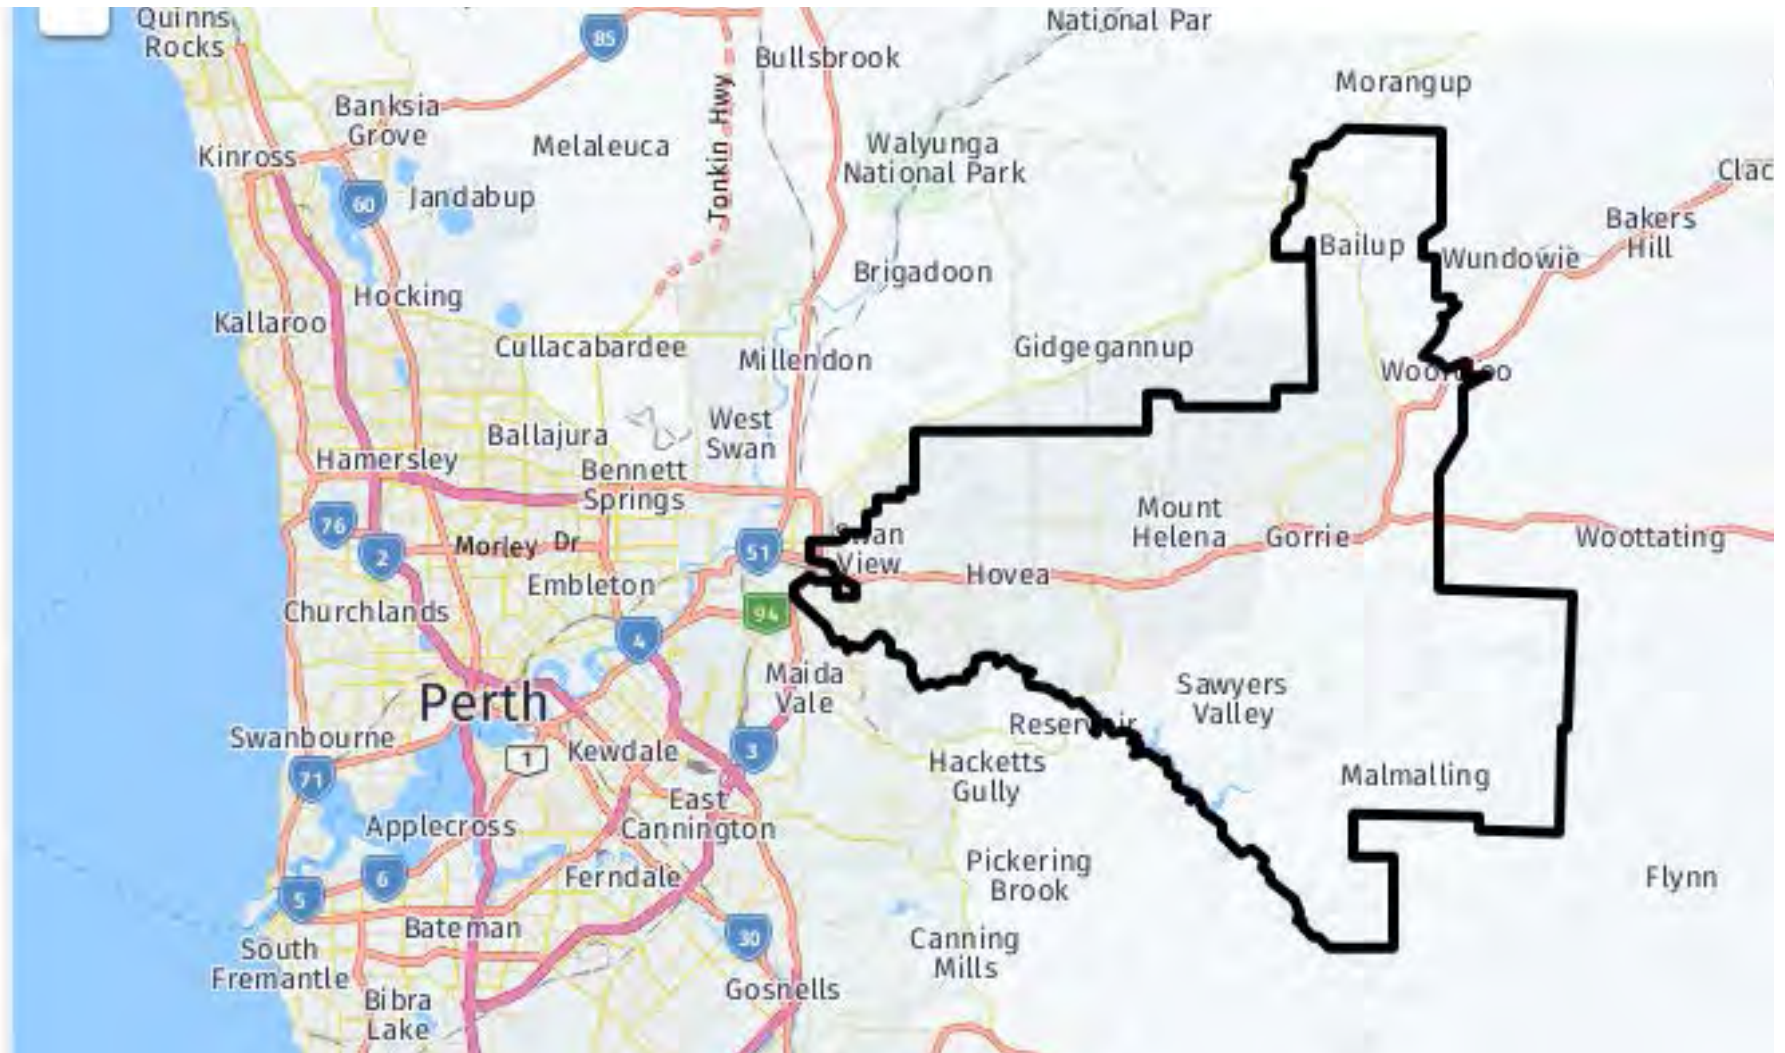 Quinns
Rocks
85
National Par
Bullsbrook
Morangup
Banksia
Grove
Tonkin Hwy
Melaleuca
Walyunga
National Park
Kinross
Clac
60
Jandabup
Bakers
Hill
Bailup
Wundowie
Brigadoon
Hocking
Kallaroo
Cullacabardee
Millendon
Gidgegannup
West
Swan
Ballajura
Hamersley
Bennett
Springs
76
Mount
Helena
Swan
View
51
2
Morley Dr
Gorrie
Woottating
Hovea
Embleton
Churchlands
94
4
Maida
Vale
Sawyers
Valley
Perth
Swanbourne
Kewdale
1
3
71
Hacketts
Gully
Malmalling
East
Cannington
Applecross
Pickering
Brook
6
Ferndale
Flynn
5
Bateman
30
South
Fremantle
Canning
Mills
Gosnells
Bibra
Lake